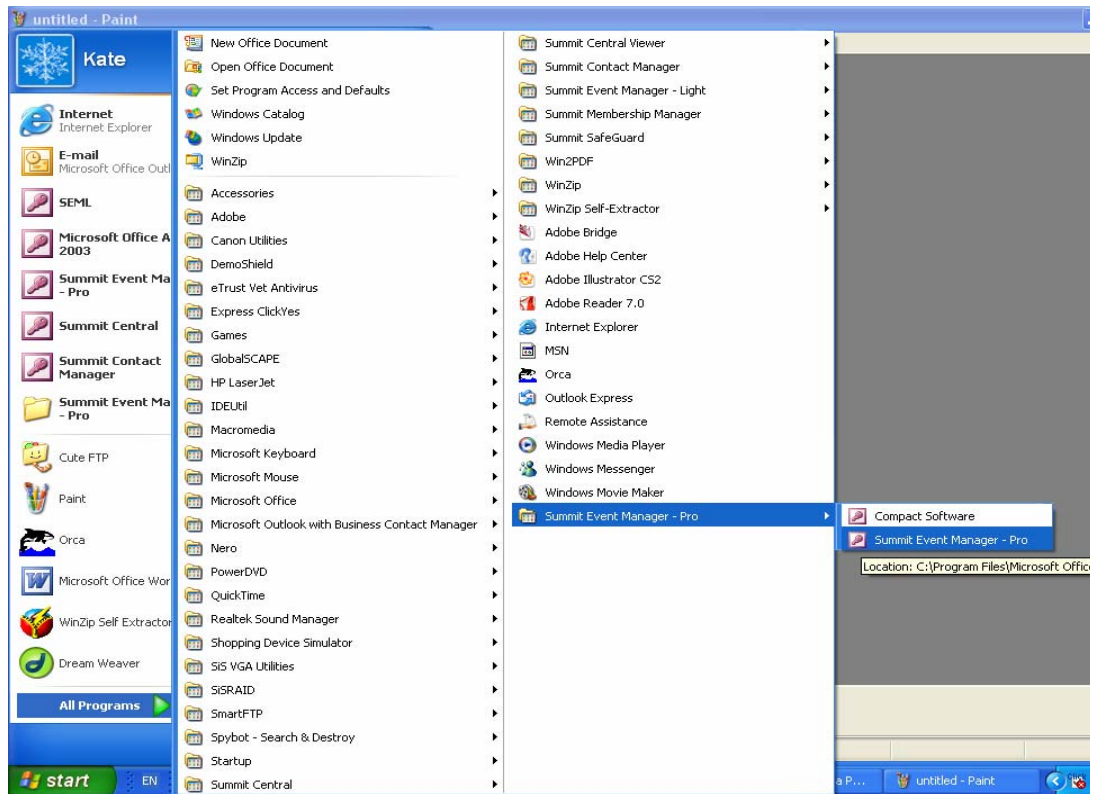 untitled - Paint
Kate
Internet
Internet Explorer
E-mail
Microsoft Office Outl
SEML
Microsoft Office A
2003
Summit Event Ma
- Pro
Summit Central
Summit Contact
Manager
Summit Event Ma
- Pro
Cute FTP
Paint
Orca
Microsoft Office Wor
WinZip Self Extractor
Dream Weaver
All Programs
New Office Document
Open Office Document
Set Program Access and Defaults
Windows Catalog
Windows Update
WinZip
Accessories
Adobe
Canon Utilities
DemoShield
eTrust Vet Antivirus
Express ClickYes
Games
GlobalSCAPE
HP LaserJet
IDEUtil
Macromedia
Microsoft Keyboard
Microsoft Mouse
Microsoft Office
Microsoft Outlook with Business Contact Manager
Nero
PowerDVD
QuickTime
Realtek Sound Manager
Shopping Device Simulator
SiS VGA Utilities
SiSRAID
SmartFTP
Spybot - Search & Destroy
Startup
Summit Central
Summit Central Viewer
Summit Contact Manager
Summit Event Manager - Light
Summit Membership Manager
Summit SafeGuard
Win2PDF
WinZip
WinZip Self-Extractor
Adobe Bridge
Adobe Help Center
Adobe Illustrator CS2
Adobe Reader 7.0
Internet Explorer
MSN
Orca
Outlook Express
Remote Assistance
Windows Media Player
Windows Messenger
Windows Movie Maker
Summit Event Manager - Pro
Compact Software
Summit Event Manager - Pro
Location: C:\Program Files\Microsoft Office
start
EN
a P...
untitled - Paint